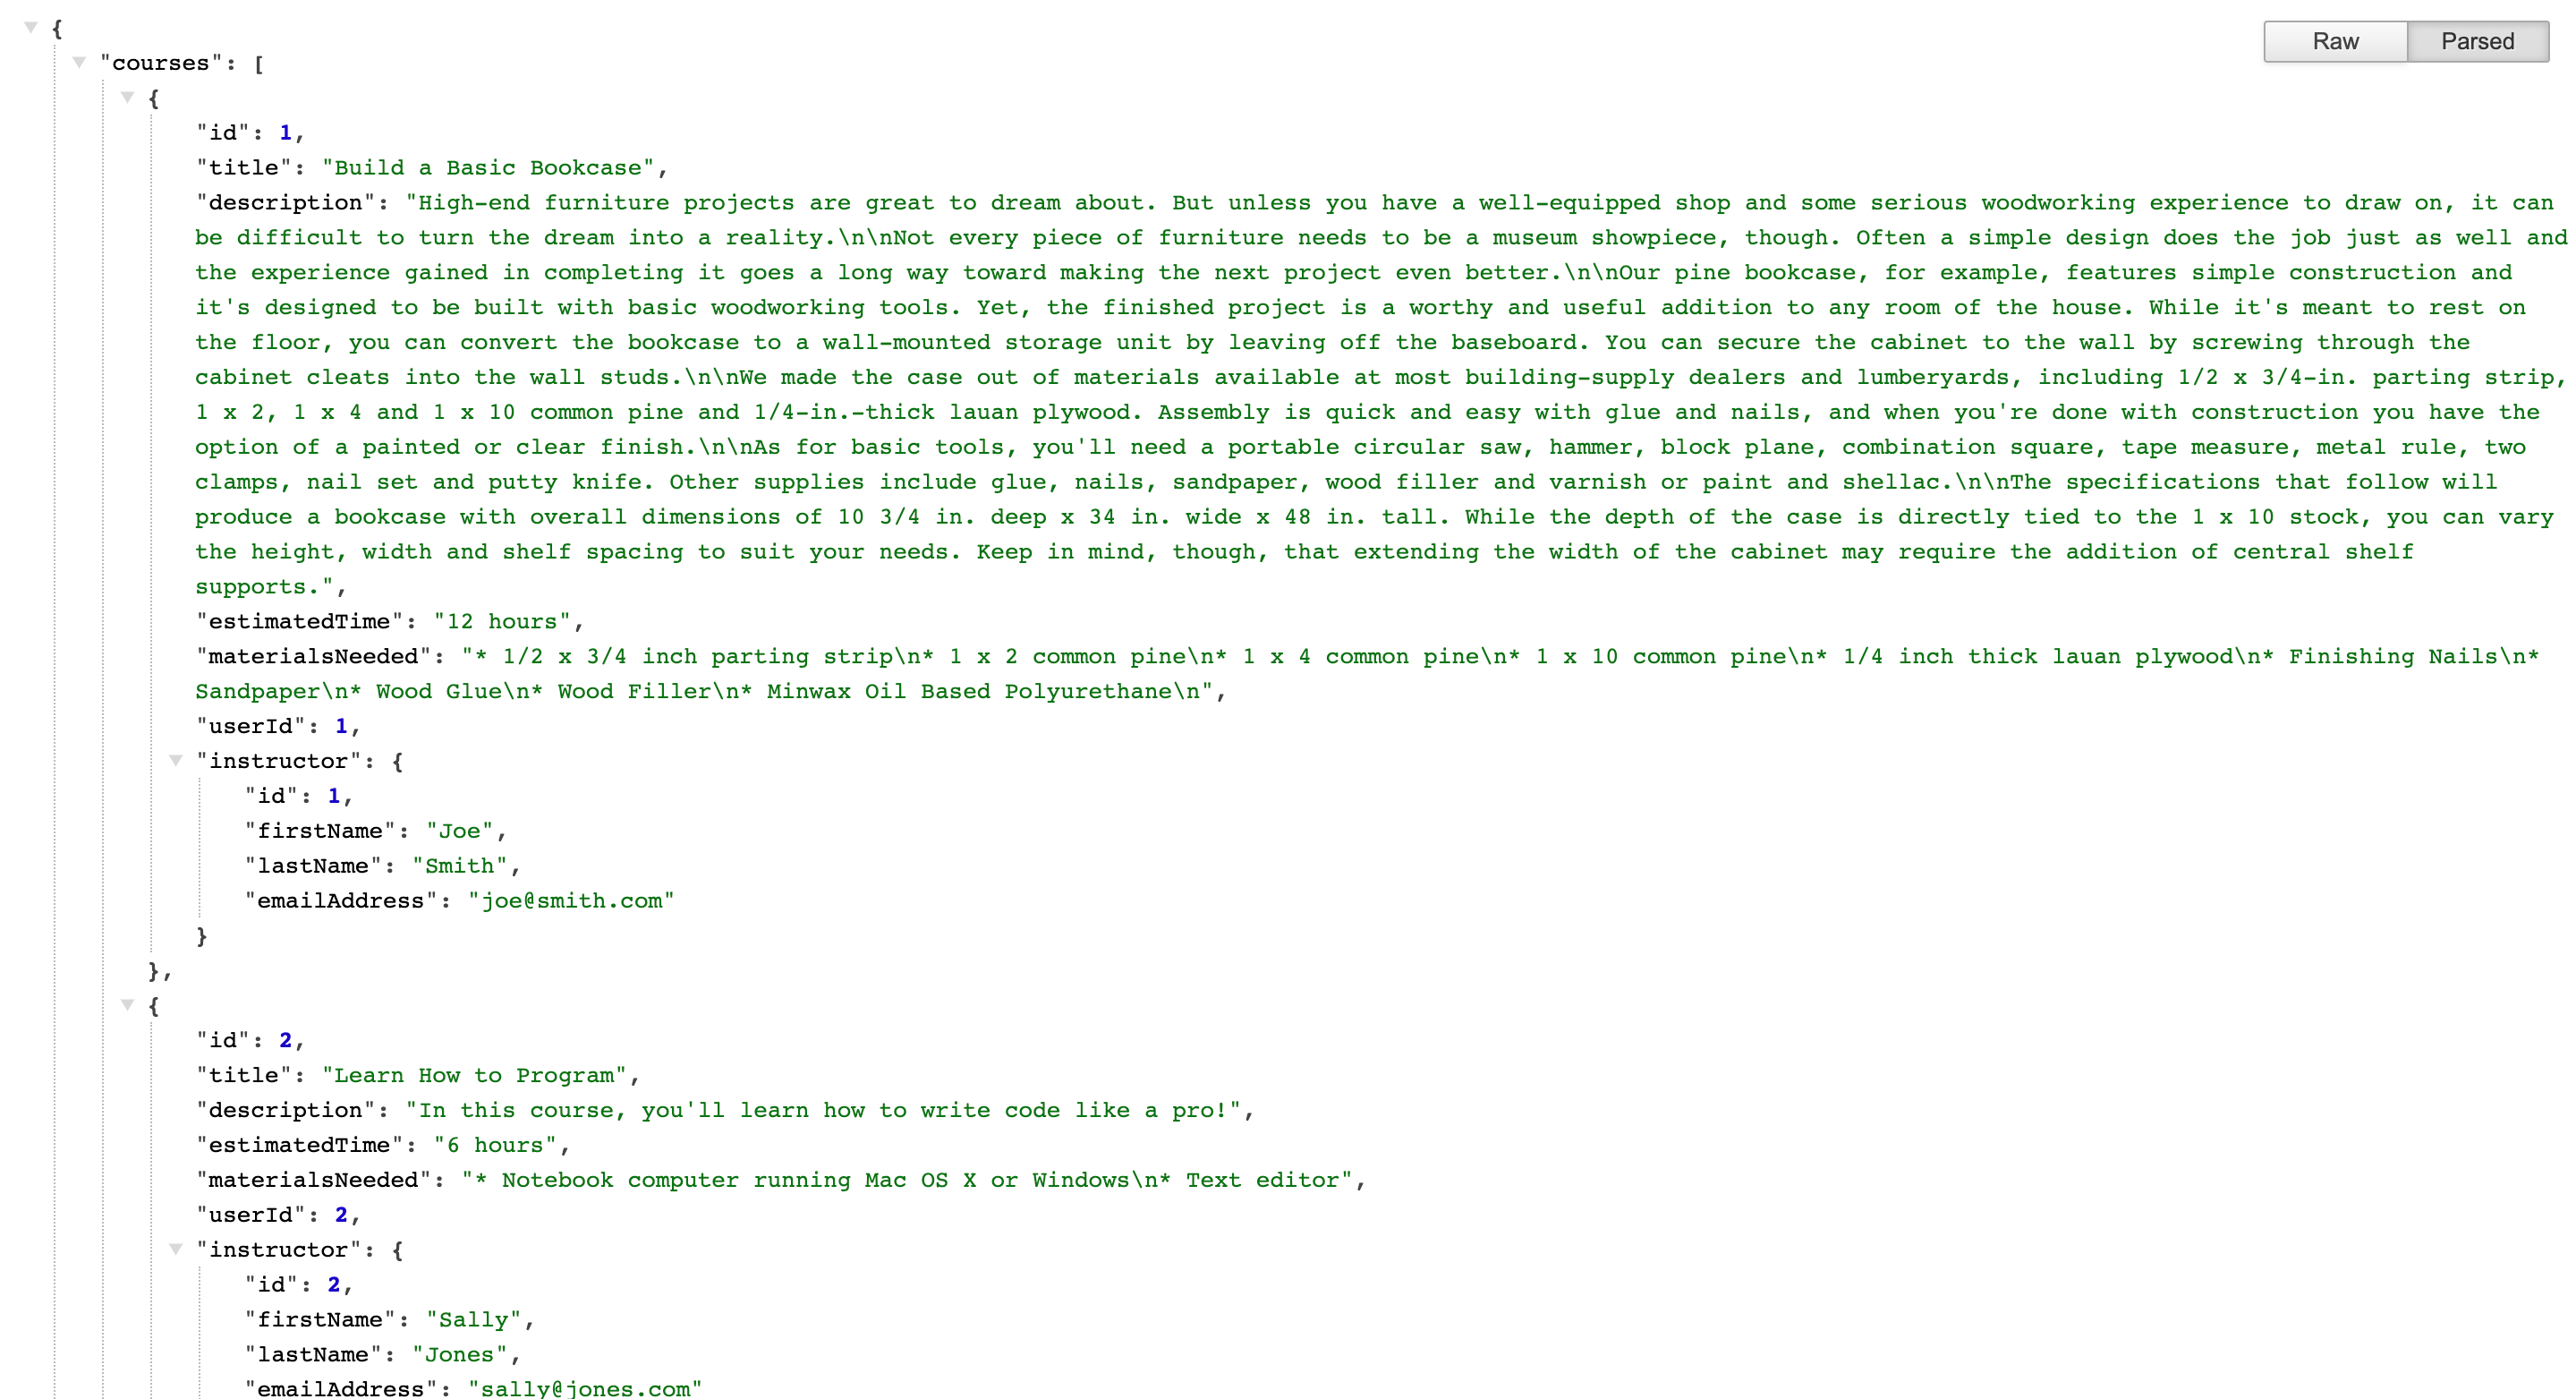 {
Raw Parsed
"courses": [
{
"id": 1,
"title": "Build a Basic Bookcase",
"description": "High-end furniture projects are great to dream about. But unless you have a well-equipped shop and some serious woodworking experience to draw on, it can
be difficult to turn the dream into a reality.\n\nNot every piece of furniture needs to be a museum showpiece, though. Often a simple design does the job just as well and
the experience gained in completing it goes a long way toward making the next project even better.\n\nOur pine bookcase, for example, features simple construction and
it's designed to be built with basic woodworking tools. Yet, the finished project is a worthy and useful addition to any room of the house. While it's meant to rest on
the floor, you can convert the bookcase to a wall-mounted storage unit by leaving off the baseboard. You can secure the cabinet to the wall by screwing through the
cabinet cleats into the wall studs.\n\nWe made the case out of materials available at most building-supply dealers and lumberyards, including 1/2 x 3/4-in. parting strip,
1 x 2, 1 x 4 and 1 x 10 common pine and 1/4-in.-thick lauan plywood. Assembly is quick and easy with glue and nails, and when you're done with construction you have the
option of a painted or clear finish.\n\nAs for basic tools, you'll need a portable circular saw, hammer, block plane, combination square, tape measure, metal rule, two
clamps, nail set and putty knife. Other supplies include glue, nails, sandpaper, wood filler and varnish or paint and shellac.\n\nThe specifications that follow will
produce a bookcase with overall dimensions of 10 3/4 in. deep x 34 in. wide x 48 in. tall. While the depth of the case is directly tied to the 1 x 10 stock, you can vary
the height, width and shelf spacing to suit your needs. Keep in mind, though, that extending the width of the cabinet may require the addition of central shelf
supports.",
"estimatedTime": "12 hours",
"materialsNeeded": "* 1/2 x 3/4 inch parting strip\n* 1 x 2 common pine\n* 1 x 4 common pine\n* 1 x 10 common pine\n* 1/4 inch thick lauan plywood\n* Finishing Nails\n*
Sandpaper\n* Wood Glue\n* Wood Filler\n* Minwax Oil Based Polyurethane\n",
"userId": 1,
"instructor": {
"id": 1,
"firstName": "Joe",
"lastName": "Smith",
"emailAddress": "joe@smith.com"
}
},
{
"id": 2,
"title": "Learn How to Program",
"description": "In this course, you'll learn how to write code like a pro!",
"estimatedTime": "6 hours",
"materialsNeeded": "* Notebook computer running Mac OS X or Windows\n* Text editor",
"userId": 2,
"instructor": {
"id": 2,
"firstName": "Sally",
"lastName": "Jones",
"emailAddress": "sally@jones.com"